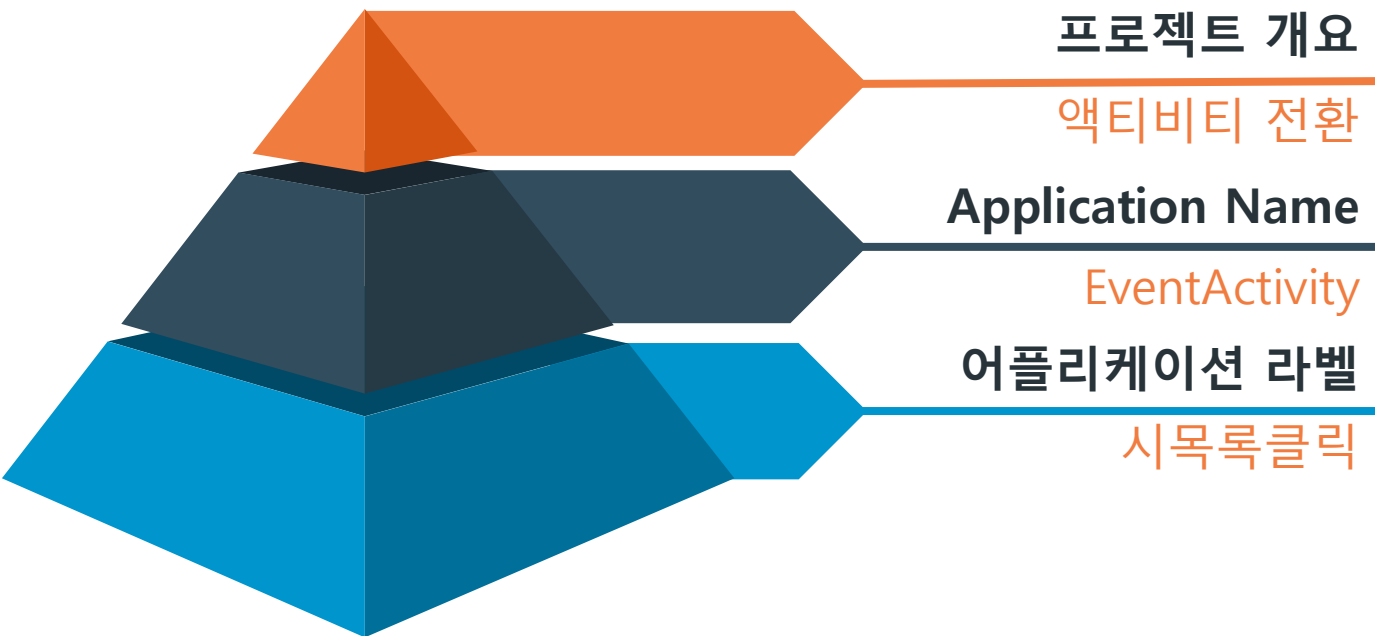 프로젝트 개요
액티비티 전환
Application Name
EventActivity
어플리케이션 라벨
시목록클릭